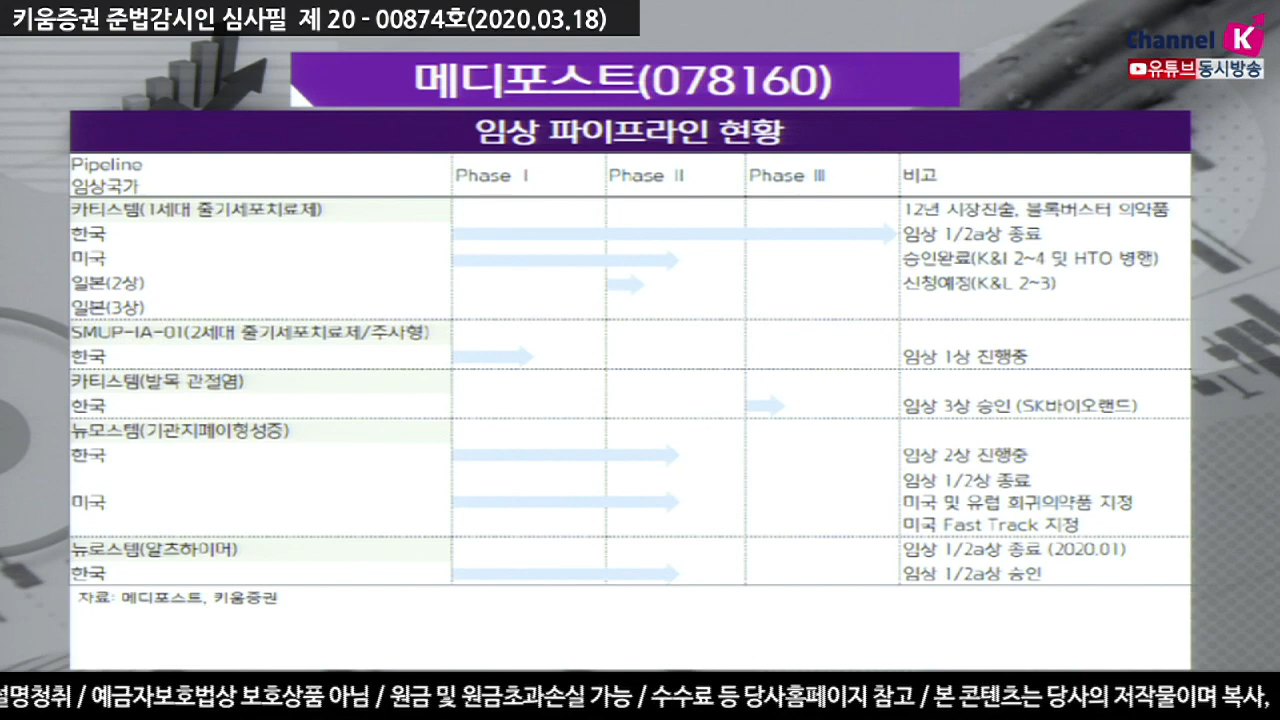 키움증권 준법감시인 심사필 제 20 - 00874호(2020.03.18)
Channel K
유튜브 동시방송
메디포스트(078160)
임상 파이프라인 현황
Pipeline
임상국가
Phase Ⅰ Phase Ⅱ Phase Ⅲ 비고
카티스템(1세대 줄기세포치료제) 12년 시장진출, 블록버스터 의약품
한국 임상 1/2a상 종료
미국 승인완료(K&I 2~4 및 HTO 병행)
일본(2상) 신청예정(K&L 2~3)
일본(3상)
SMUP-IA-01(2세대 줄기세포치료제/주사형)
한국 임상 1상 진행중
카티스템(발목 관절염)
한국 임상 3상 승인 (SK바이오랜드)
뉴모스템(기관지폐이형성증)
한국 임상 2상 진행중
임상 1/2상 종료
미국 미국 및 유럽 희귀의약품 지정
미국 Fast Track 지정
뉴로스템(알츠하이머) 임상 1/2a상 종료 (2020.01)
한국 임상 1/2a상 승인
자료: 메디포스트, 키움증권
설명청취 / 예금자보호법상 보호상품 아님 / 원금 및 원금초과손실 가능 / 수수료 등 당사홈페이지 참고 / 본 콘텐츠는 당사의 저작물이며 복사,